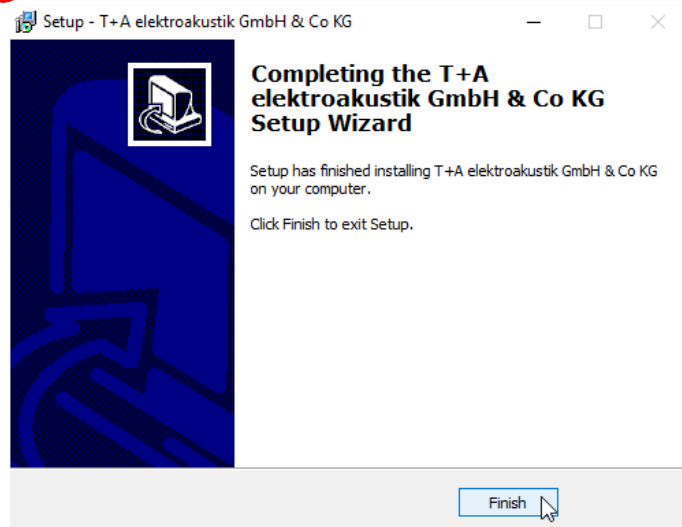 Setup - T+A elektroakustik GmbH & Co KG
Completing the T+A
elektroakustik GmbH & Co KG
Setup Wizard
Setup has finished installing T+A elektroakustik GmbH & Co KG
on your computer.
Click Finish to exit Setup.
Finish